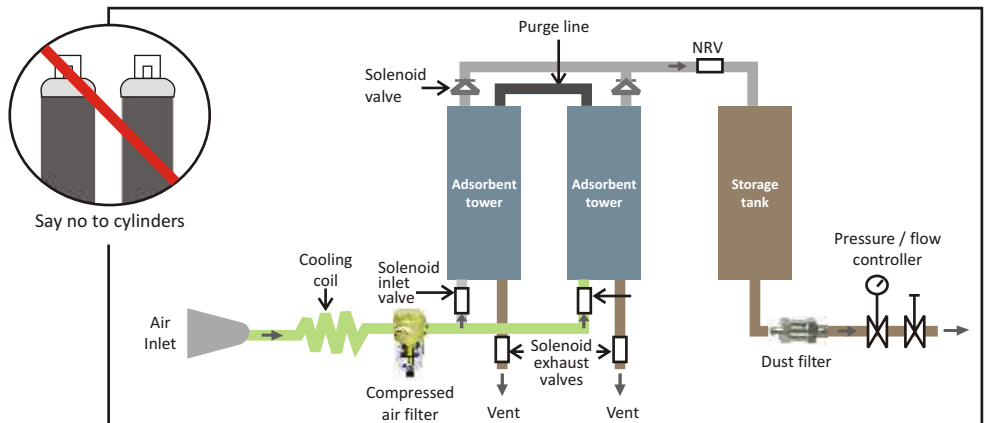 Purge line
NRV
Solenoid
valve
Adsorbent
tower
Adsorbent
tower
Storage
tank
Say no to cylinders
Pressure / flow
controller
Cooling
coil
Solenoid
inlet
valve
Air
Inlet
Solenoid
exhaust
valves
Dust filter
Compressed
air filter
Vent
Vent